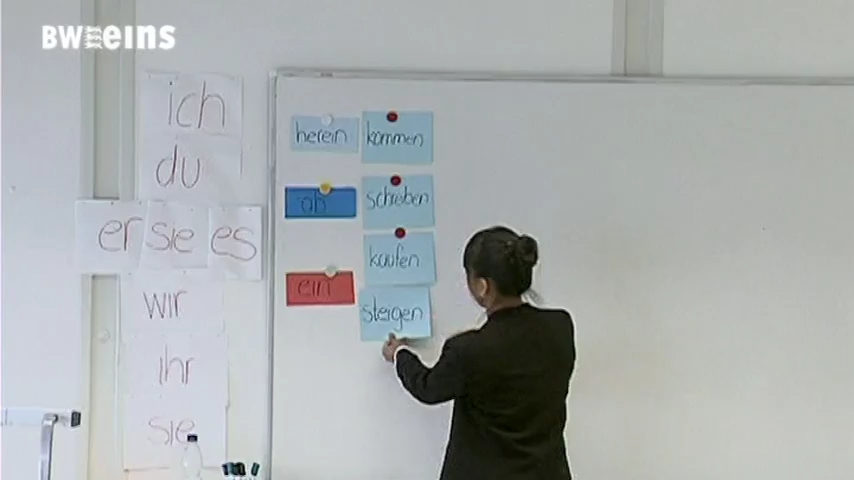 BW eins
ich
du
er sie es
wir
ihr
sie
herein kommen
ab schreiben
kaufen
ein
steigen